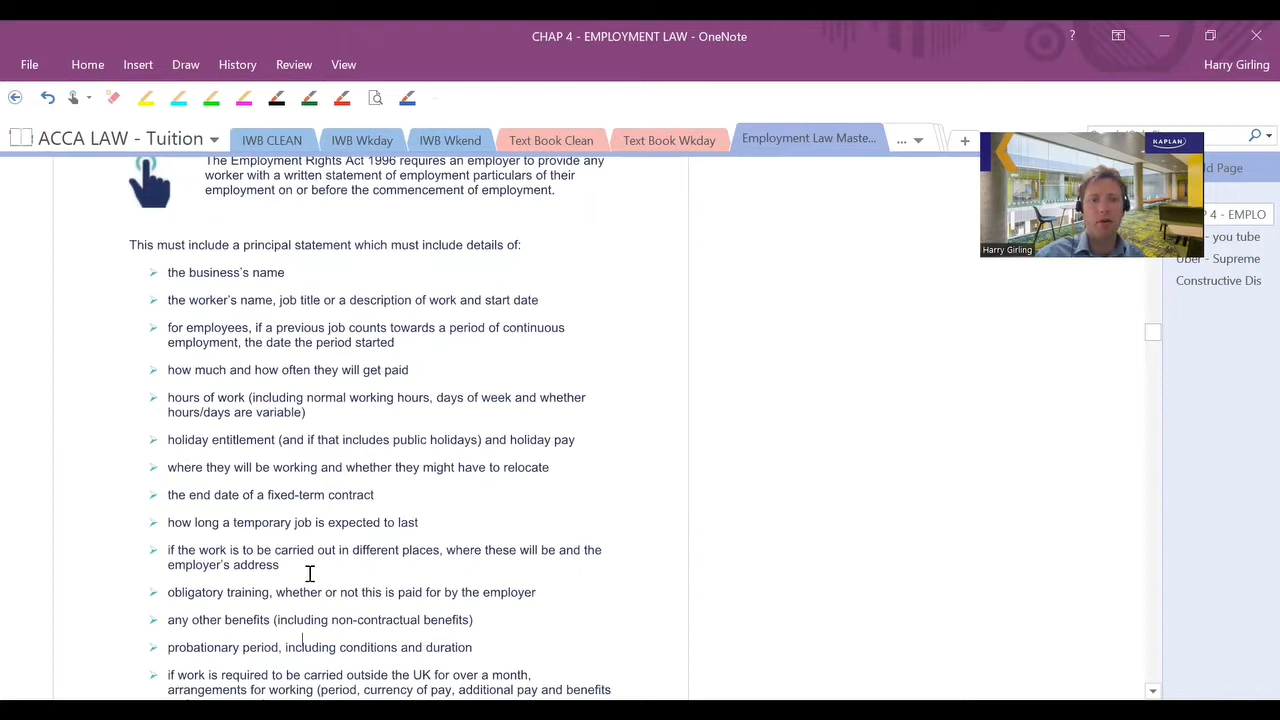 CHAP 4 - EMPLOYMENT LAW - OneNote
?
File Home Insert Draw History Review View
Harry Girling
ACCA LAW - Tuition
IWB CLEAN
IWB Wkday
IWB Wkend
Text Book Clean
Text Book Wkday
Employment Law Maste...
...
KAPLAN
Harry Girling
d Page
4 - EMPLO
- you tube
Uber - Supreme
Constructive Dis
The Employment Rights Act 1996 requires an employer to provide any
worker with a written statement of employment particulars of their
employment on or before the commencement of employment.
This must include a principal statement which must include details of:
➢ the business's name
➢ the worker's name, job title or a description of work and start date
➢ for employees, if a previous job counts towards a period of continuous
employment, the date the period started
➢ how much and how often they will get paid
➢ hours of work (including normal working hours, days of week and whether
hours/days are variable)
➢ holiday entitlement (and if that includes public holidays) and holiday pay
➢ where they will be working and whether they might have to relocate
➢ the end date of a fixed-term contract
➢ how long a temporary job is expected to last
➢ if the work is to be carried out in different places, where these will be and the
employer's address
➢ obligatory training, whether or not this is paid for by the employer
➢ any other benefits (including non-contractual benefits)
➢ probationary period, including conditions and duration
➢ if work is required to be carried outside the UK for over a month,
arrangements for working (period, currency of pay, additional pay and benefits